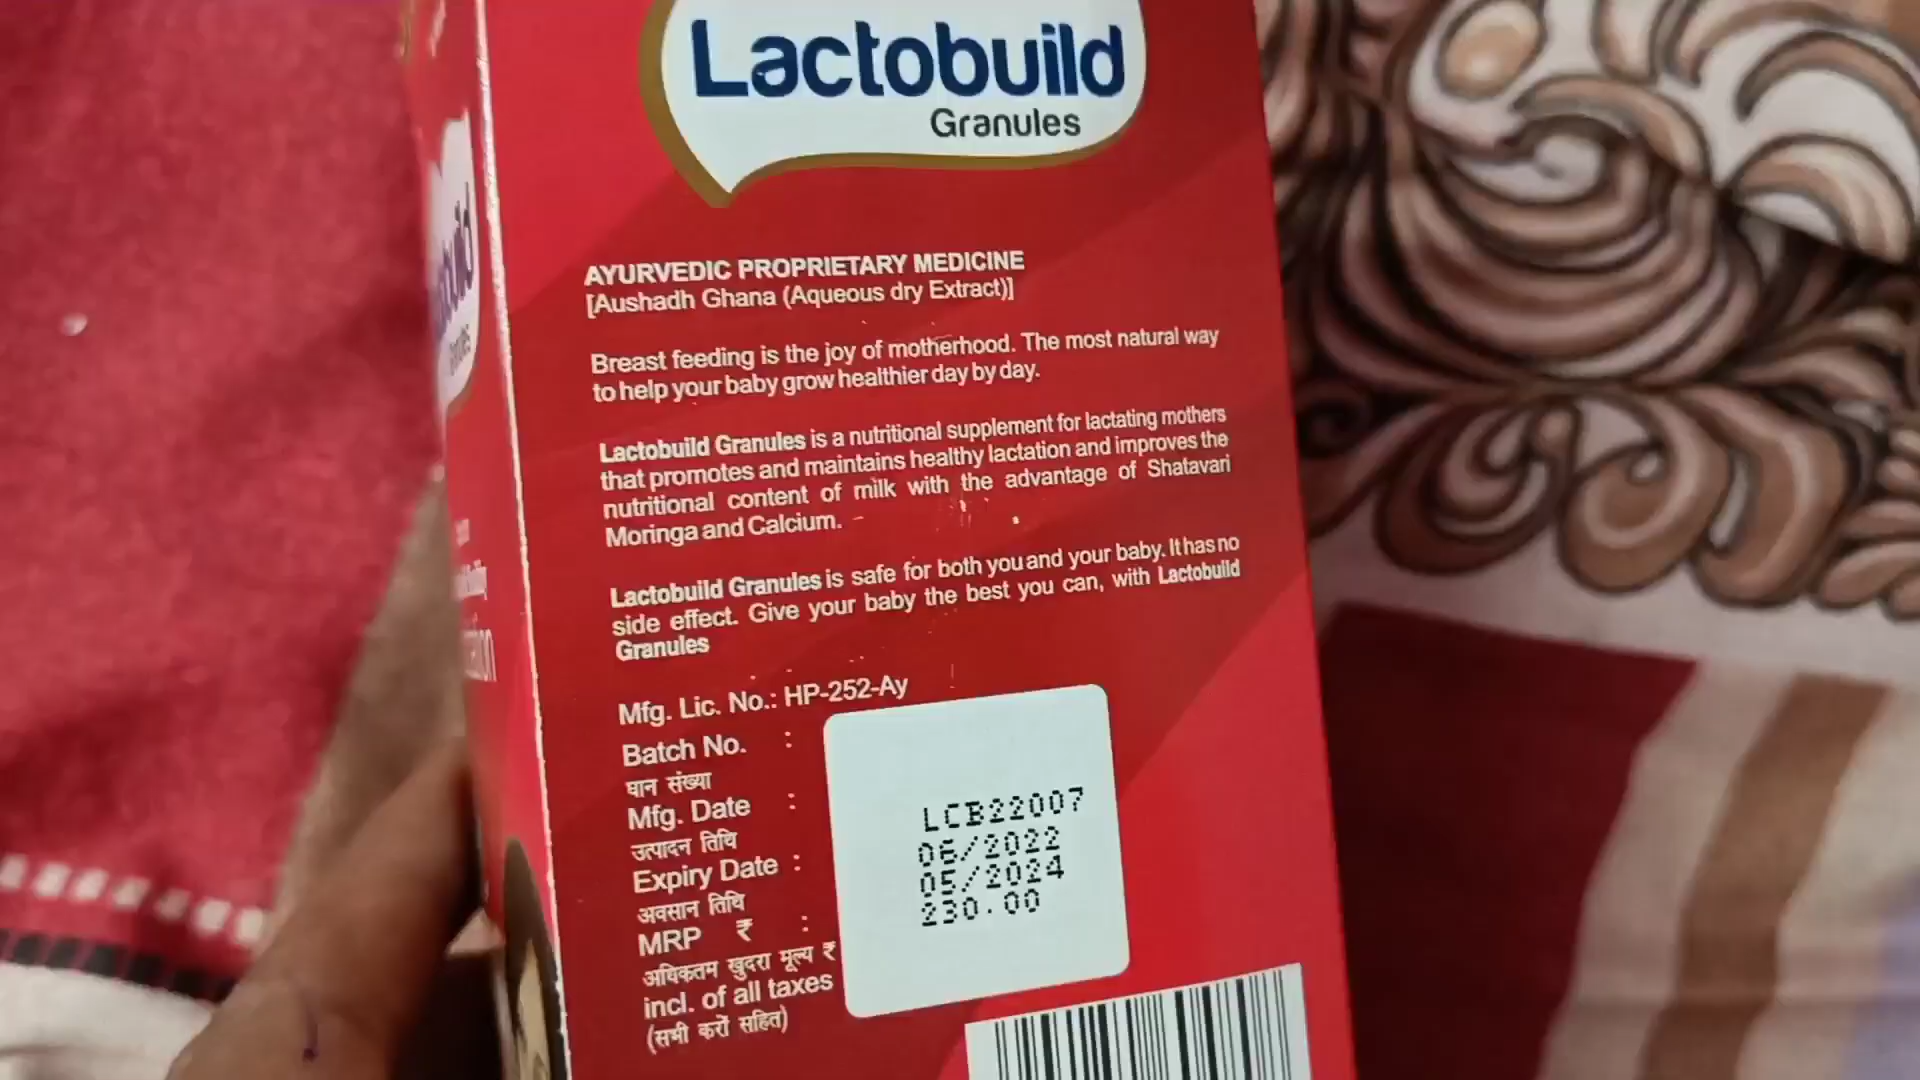 Lactobuild
Granules
AYURVEDIC PROPRIETARY MEDICINE
[Aushadh Ghana (Aqueous dry Extract)]
Breast feeding is the joy of motherhood. The most natural way
to help your baby grow healthier day by day.
Lactobuild Granules is a nutritional supplement for lactating mothers
that promotes and maintains healthy lactation and improves the
nutritional content of milk with the advantage of Shatavari
Moringa and Calcium.
Lactobuild Granules is safe for both you and your baby. It has no
side effect. Give your baby the best you can, with Lactobuild
Granules
Mfg. Lic. No.: HP-252-Ay
Batch No. :
घान संख्या
LCB22007
Mfg. Date :
उत्पादन तिथि
06/2022
Expiry Date :
अवसान तिथि
05/2024
MRP ₹ :
230.00
अधिकतम खुदरा मूल्य ₹
incl. of all taxes
(सभी करों सहित)